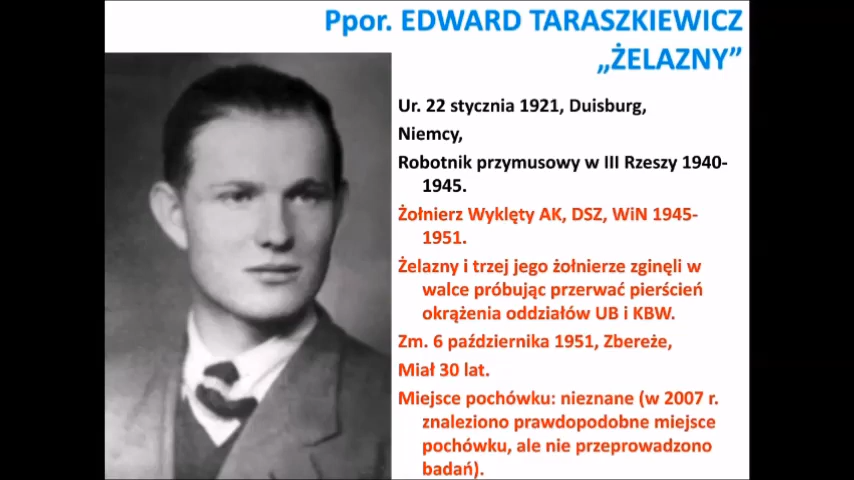 Ppor. EDWARD TARASZKIEWICZ
„ŻELAZNY”
Ur. 22 stycznia 1921, Duisburg,
Niemcy,
Robotnik przymusowy w III Rzeszy 1940-
1945.
Żołnierz Wyklęty AK, DSZ, WiN 1945-
1951.
Żelazny i trzej jego żołnierze zginęli w
walce próbując przerwać pierścień
okrążenia oddziałów UB i KBW.
Zm. 6 października 1951, Zbereże,
Miał 30 lat.
Miejsce pochówku: nieznane (w 2007 r.
znaleziono prawdopodobne miejsce
pochówku, ale nie przeprowadzono
badań).